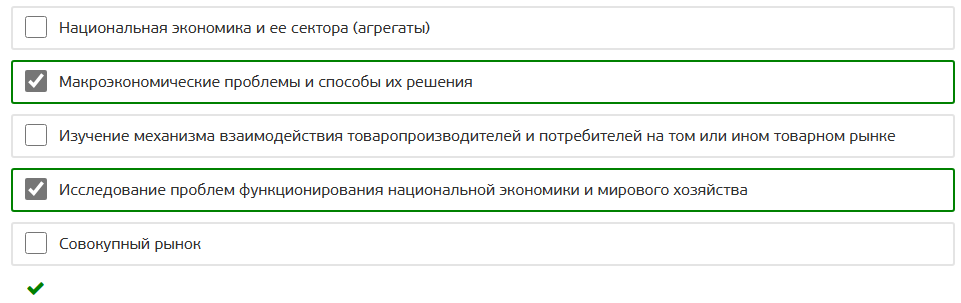 Национальная экономика и ее сектора (агрегаты)
Макроэкономические проблемы и способы их решения
Изучение механизма взаимодействия товаропроизводителей и потребителей на том или ином товарном рынке
Исследование проблем функционирования национальной экономики и мирового хозяйства
Совокупный рынок